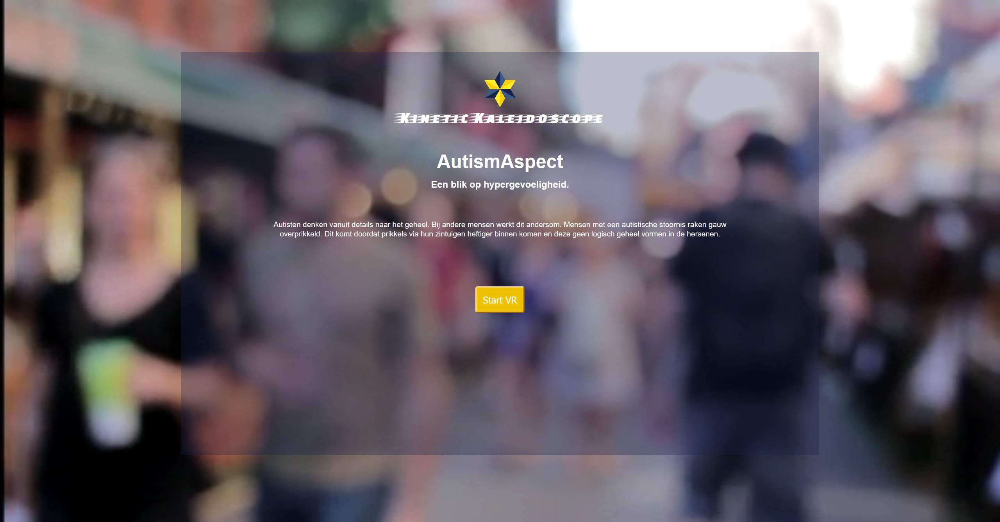 KINETIC KALEIDOSCOPE
AutismAspect
Een blik op hypergevoeligheid.
Autisten denken vanuit details naar het geheel. Bij andere mensen werkt dit andersom. Mensen met een autistische stoornis raken gauw
overprikkeld. Dit komt doordat prikkels via hun zintuigen heftiger binnen komen en deze geen logisch geheel vormen in de hersenen.
Start VR